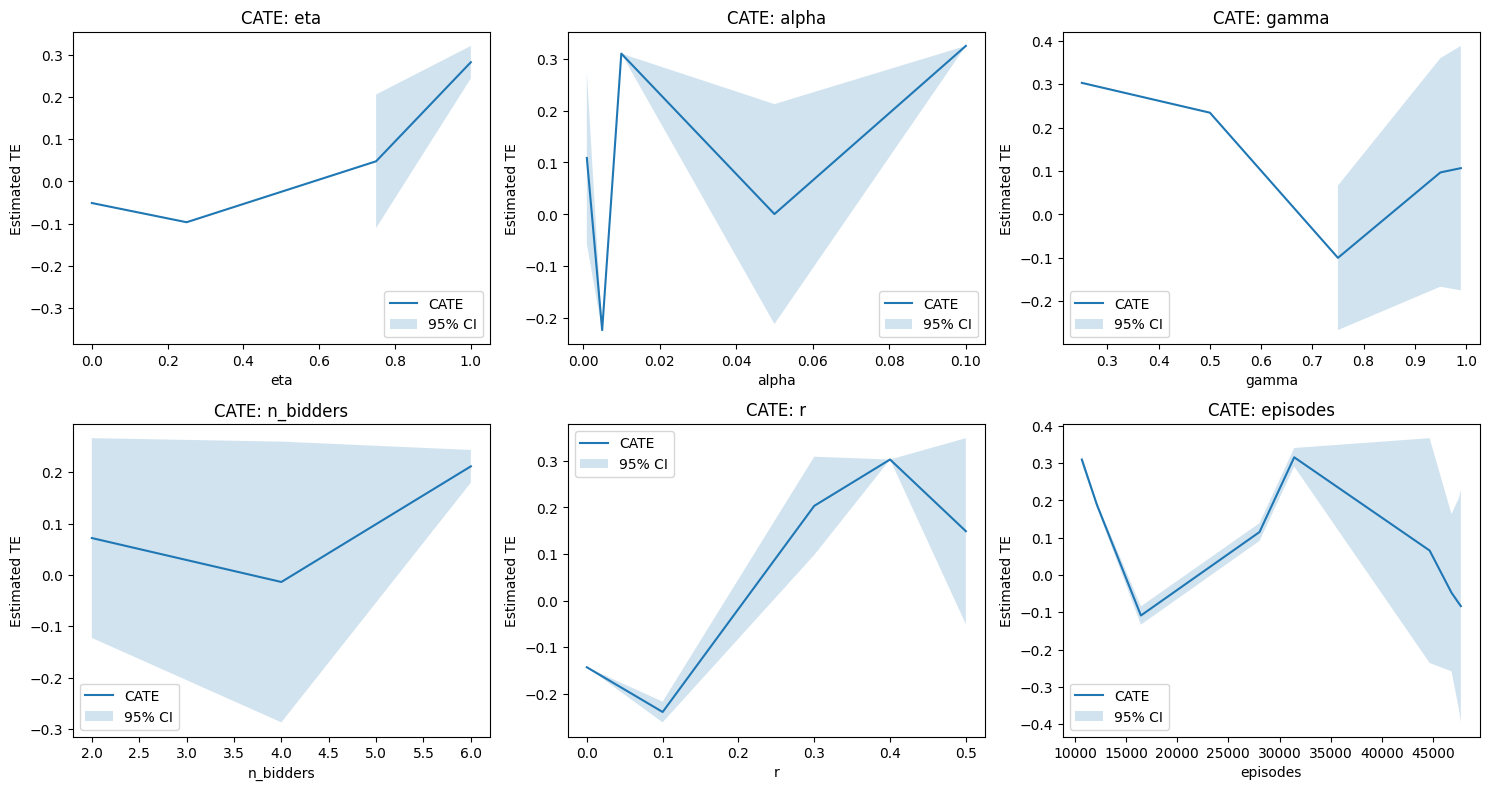 CATE: eta
Estimated TE
0.3
0.2
0.1
0.0
−0.1
−0.2
−0.3
CATE
95% CI
0.0 0.2 0.4 0.6 0.8 1.0
eta
CATE: alpha
Estimated TE
0.3
0.2
0.1
0.0
−0.1
−0.2
CATE
95% CI
0.00 0.02 0.04 0.06 0.08 0.10
alpha
CATE: gamma
Estimated TE
0.4
0.3
0.2
0.1
0.0
−0.1
−0.2
CATE
95% CI
0.3 0.4 0.5 0.6 0.7 0.8 0.9 1.0
gamma
CATE: n_bidders
Estimated TE
0.2
0.1
0.0
−0.1
−0.2
−0.3
CATE
95% CI
2.0 2.5 3.0 3.5 4.0 4.5 5.0 5.5 6.0
n_bidders
CATE: r
Estimated TE
CATE
95% CI
0.3
0.2
0.1
0.0
−0.1
−0.2
0.0 0.1 0.2 0.3 0.4 0.5
r
CATE: episodes
Estimated TE
0.4
0.3
0.2
0.1
0.0
−0.1
−0.2
−0.3
−0.4
CATE
95% CI
10000 15000 20000 25000 30000 35000 40000 45000
episodes